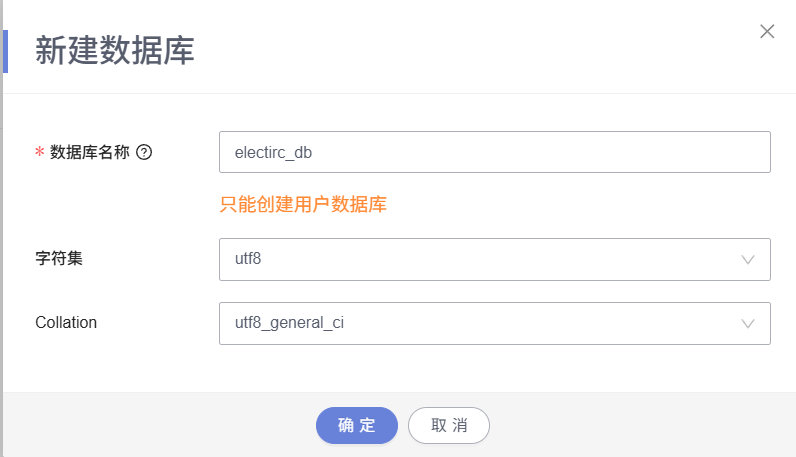 新建数据库
* 数据库名称 ?
electirc_db
只能创建用户数据库
字符集
utf8
Collation
utf8_general_ci
确 定
取 消